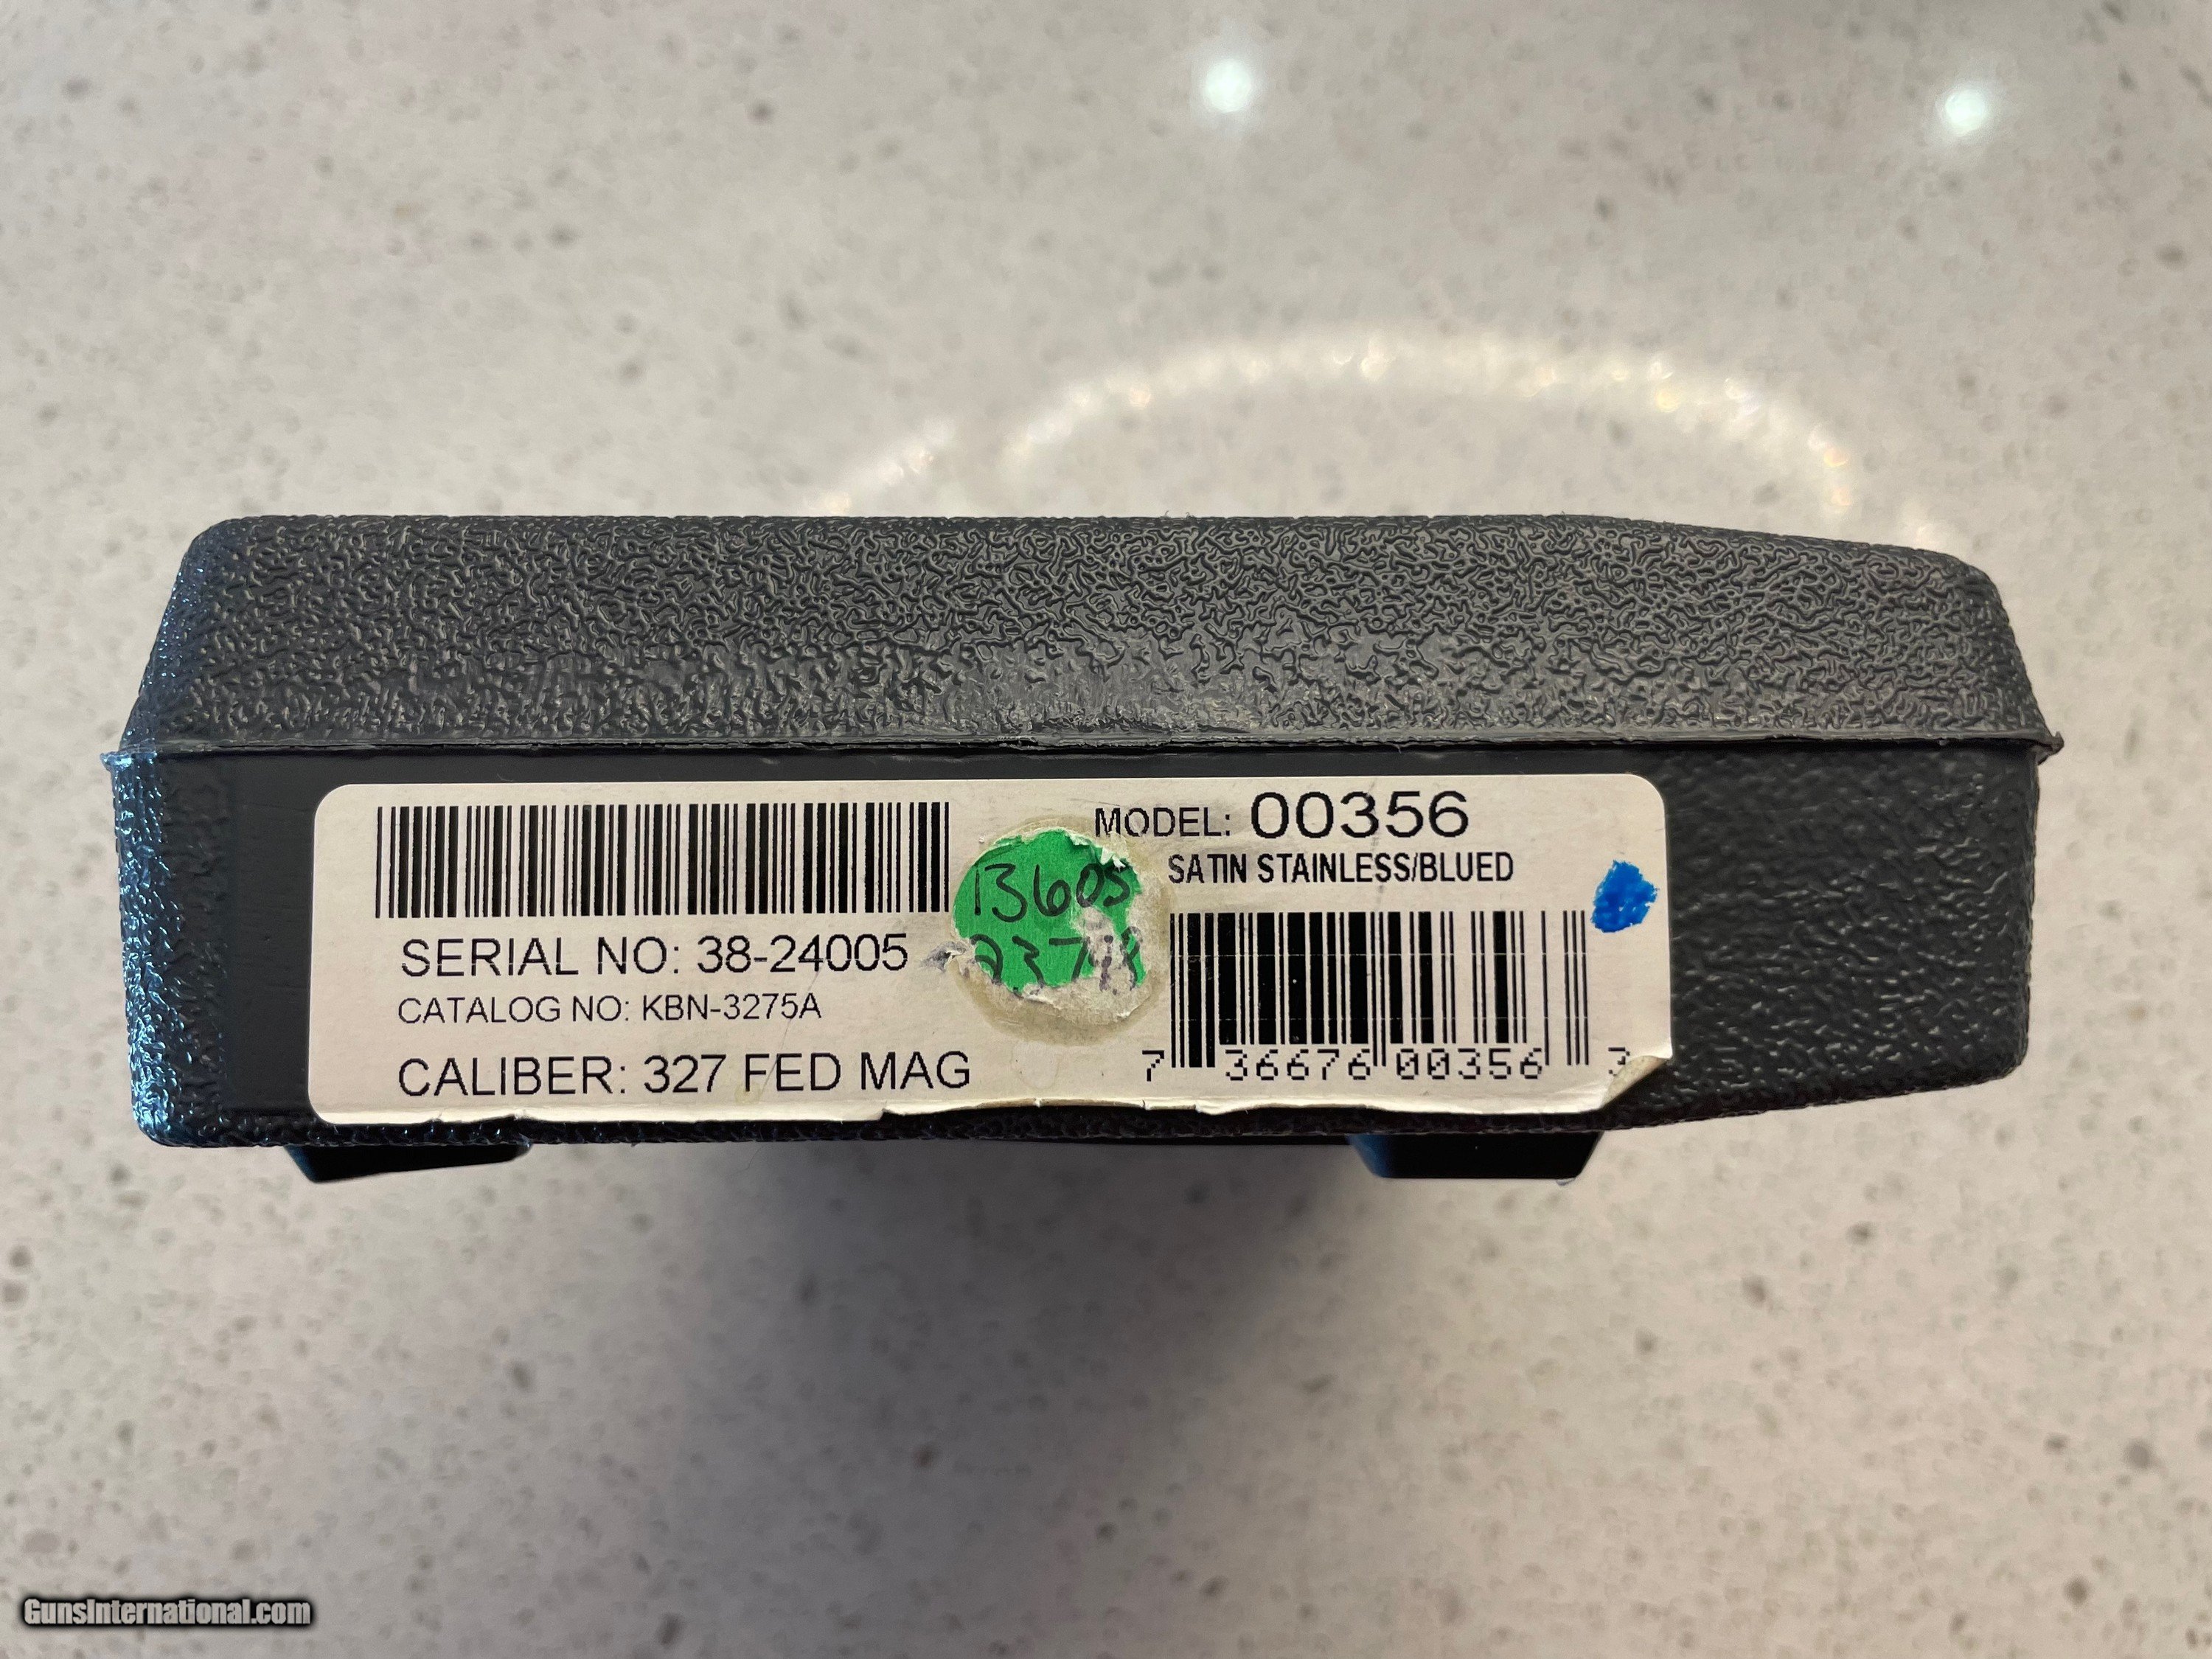 MODEL: 00356
SATIN STAINLESS/BLUED
SERIAL NO: 38-24005
CATALOG NO: KBN-3275A
CALIBER: 327 FED MAG
13605
7 36676 00356 3
GunsInternational.com